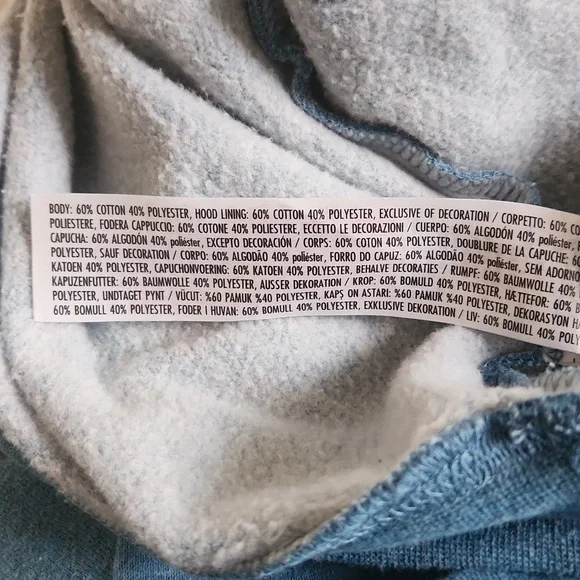 BODY: 60% COTTON 40% POLYESTER, HOOD LINING: 60% COTTON 40% POLYESTER, EXCLUSIVE OF DECORATION / CORPETTO: 60% CO
POLIESTERE, FODERA CAPPUCCIO: 60% COTONE 40% POLIESTERE, ECCETTO LE DECORAZIONI / CUERPO: 60% ALGODÓN 40% poliéster,
CAPUCHA: 60% ALGODÓN 40% poliéster, EXCEPTO DECORACIÓN / CORPS: 60% COTON 40% POLYESTER, DOUBLURE DE LA CAPUCHE: 60%
POLYESTER, SAUF DECORATION / CORPO: 60% ALGODÃO 40% poliéster, FORRO DO CAPUZ: 60% ALGODÃO 40% poliéster, SEM ADORNO
KATOEN 40% POLYESTER, CAPUCHONVOERING: 60% KATOEN 40% POLYESTER, BEHALVE DECORATIES / RUMPF: 60% BAUMWOLLE 40%
KAPUZENFUTTER: 60% BAUMWOLLE 40% POLYESTER, AUSSER DEKORATION / KROP: 60% BOMULD 40% POLYESTER, HÆTTEFOR: 60% B
POLYESTER, UNDTAGET PYNT / VÜCUT: %60 PAMUK %40 POLYESTER, KAPŞ ON ASTARI: %60 PAMUK %40 POLYESTER, DEKORASYON H
60% BOMULL 40% POLYESTER, FODER I HUVAN: 60% BOMULL 40% POLYESTER, EXKLUSIVE DEKORATION / LIV: 60% BOMULL 40% POLY